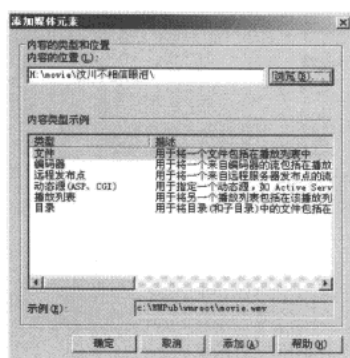 添加媒体元素
内容的类型和位置
内容的位置(L):
H:\movie\汶川不相信眼泪\
浏览(B)...
内容类型示例
类型 描述
文件 用于将一个文件包括在播放列表中
编码器 用于将一个来自编码器的流包括在播放
远程发布点 用于将一个来自远程服务器发布点的流
动态源(ASP、CGI) 用于指定一个动态源，如 Active Serv
播放列表 用于将另一个播放列表包括在该播放列
目录 用于将目录(和子目录)中的文件包括在
示例(E): c:\WMPub\wmroot\movie.wmv
确定 取消 添加(A) 帮助(H)